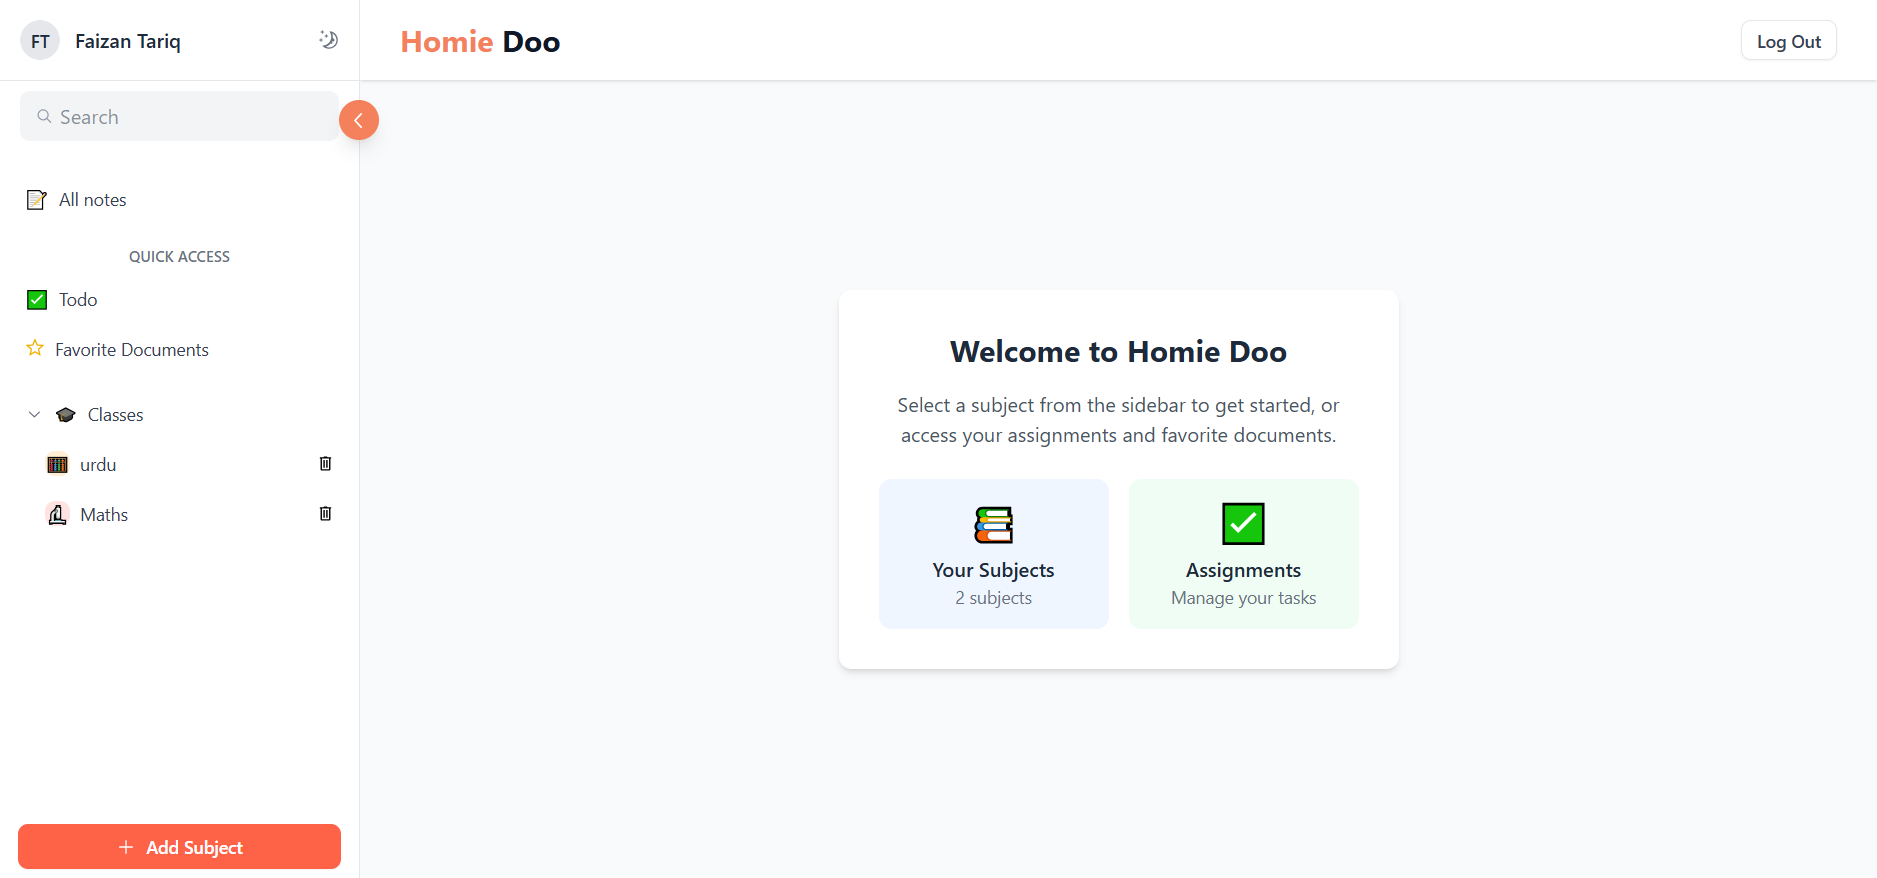 FT
Faizan Tariq
Search
All notes
QUICK ACCESS
Todo
Favorite Documents
Classes
urdu
Maths
Add Subject
Homie Doo
Log Out
Welcome to Homie Doo
Select a subject from the sidebar to get started, or
access your assignments and favorite documents.
Your Subjects
2 subjects
Assignments
Manage your tasks